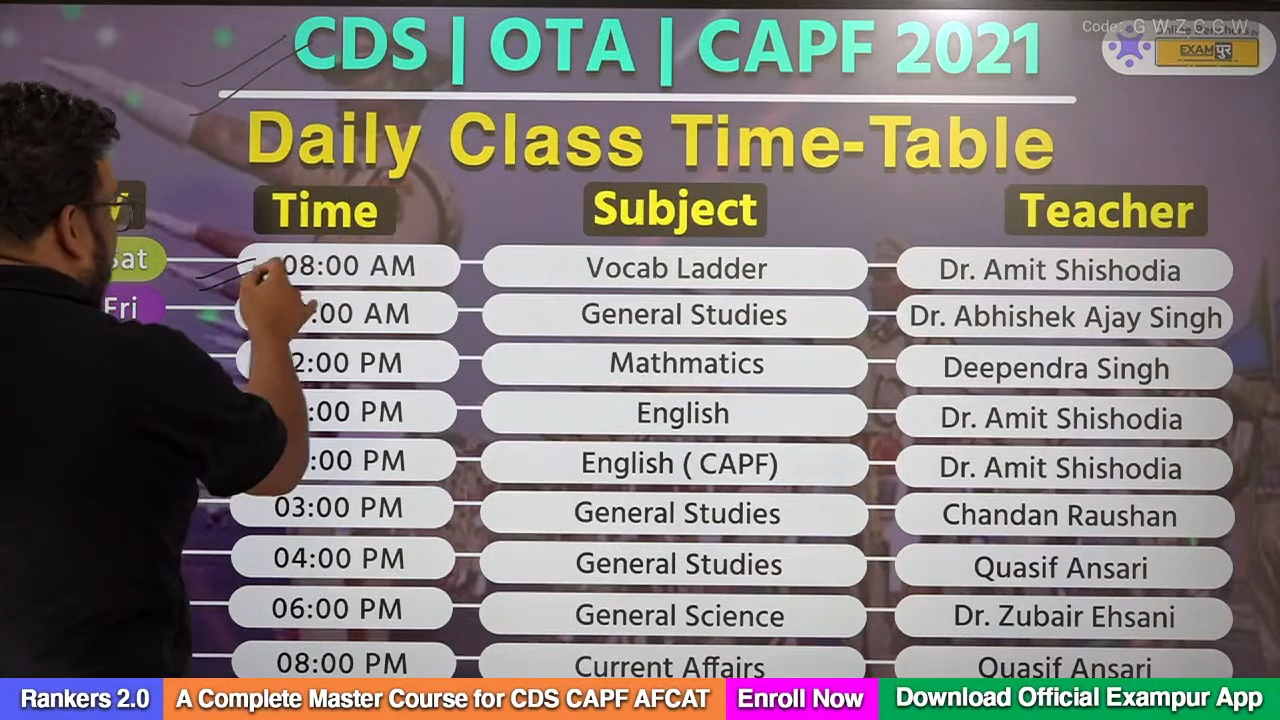 CDS | OTA | CAPF 2021
Code: G W Z C G W
EXAMपुर
Daily Class Time-Table
Time Subject Teacher
Sat 08:00 AM Vocab Ladder Dr. Amit Shishodia
Fri :00 AM General Studies Dr. Abhishek Ajay Singh
2:00 PM Mathmatics Deependra Singh
:00 PM English Dr. Amit Shishodia
:00 PM English ( CAPF) Dr. Amit Shishodia
03:00 PM General Studies Chandan Raushan
04:00 PM General Studies Quasif Ansari
06:00 PM General Science Dr. Zubair Ehsani
08:00 PM Current Affairs Quasif Ansari
Rankers 2.0 A Complete Master Course for CDS CAPF AFCAT Enroll Now Download Official Exampur App